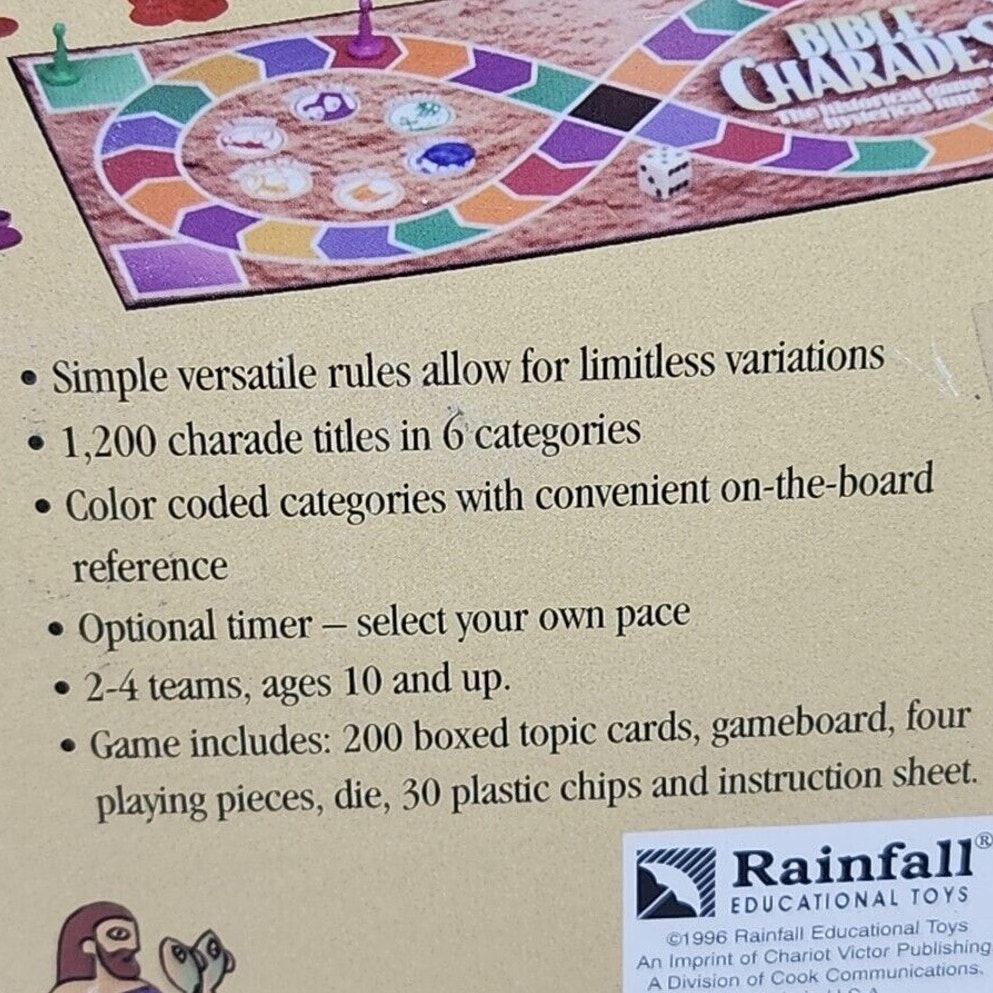 BIBLE
CHARADES
• Simple versatile rules allow for limitless variations
• 1,200 charade titles in 6 categories
• Color coded categories with convenient on-the-board
reference
• Optional timer – select your own pace
• 2-4 teams, ages 10 and up.
• Game includes: 200 boxed topic cards, gameboard, four
playing pieces, die, 30 plastic chips and instruction sheet.
Rainfall®
EDUCATIONAL TOYS
©1996 Rainfall Educational Toys
An Imprint of Chariot Victor Publishing
A Division of Cook Communications.